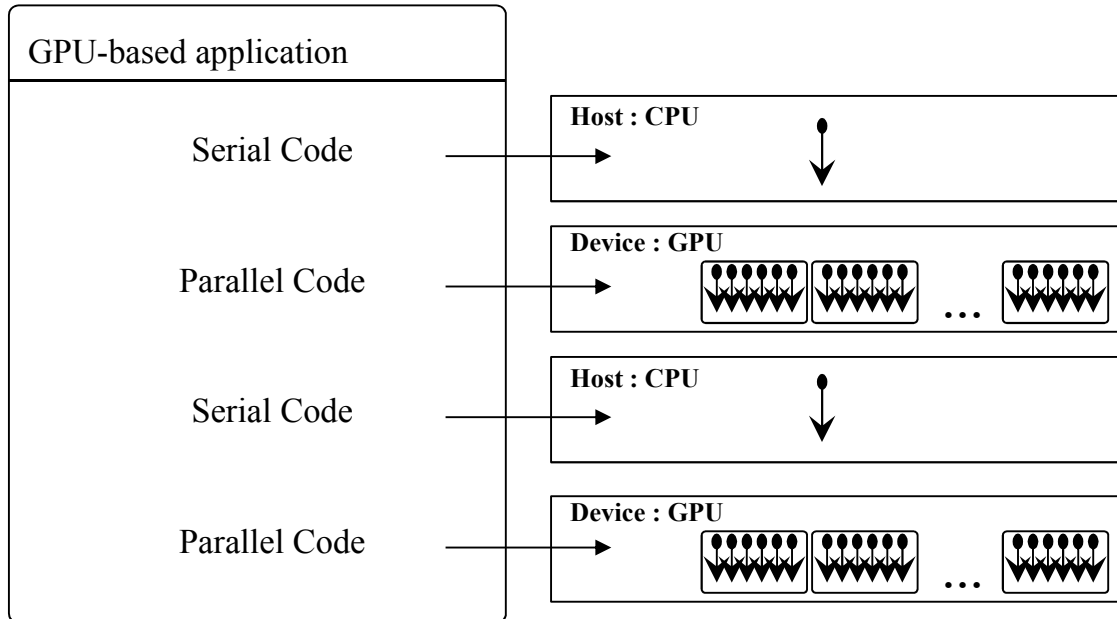 GPU-based application
Serial Code
Host : CPU
Parallel Code
Device : GPU
...
Serial Code
Host : CPU
Parallel Code
Device : GPU
...